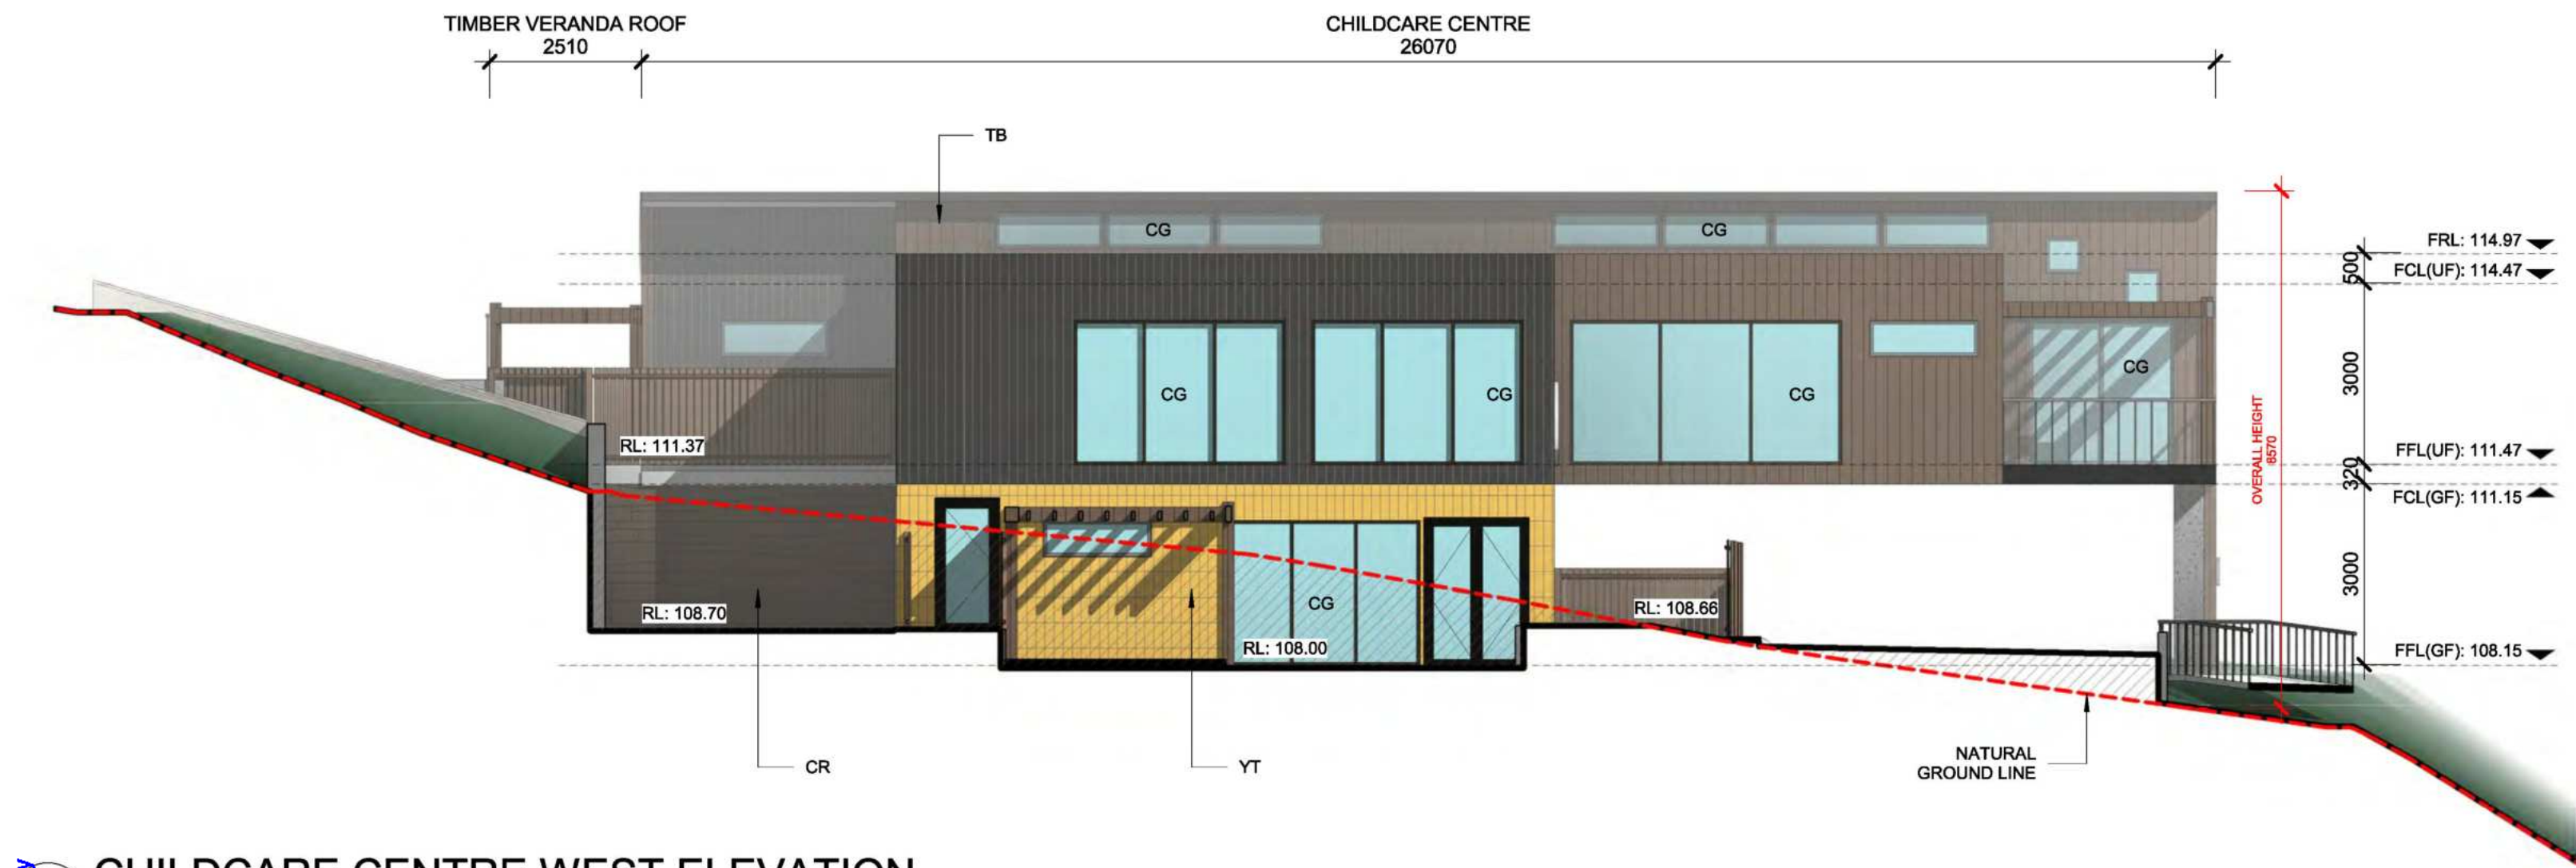 TIMBER VERANDA ROOF
2510
CHILDCARE CENTRE
26070
TB
CG
CG
FRL: 114.97
500
FCL(UF): 114.47
3000
CG
CG
CG
CG
OVERALL HEIGHT
8570
RL: 111.37
FFL(UF): 111.47
320
FCL(GF): 111.15
3000
CG
RL: 108.70
RL: 108.66
RL: 108.00
FFL(GF): 108.15
CR
YT
NATURAL
GROUND LINE
CHILDCARE CENTRE WEST ELEVATION